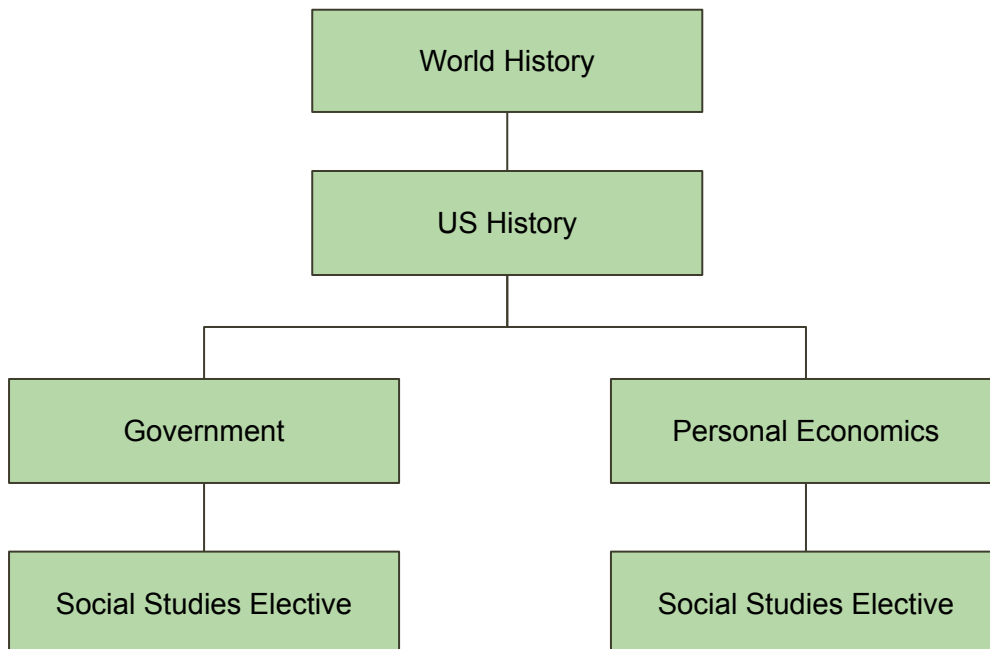 World History
US History
Government
Personal Economics
Social Studies Elective
Social Studies Elective